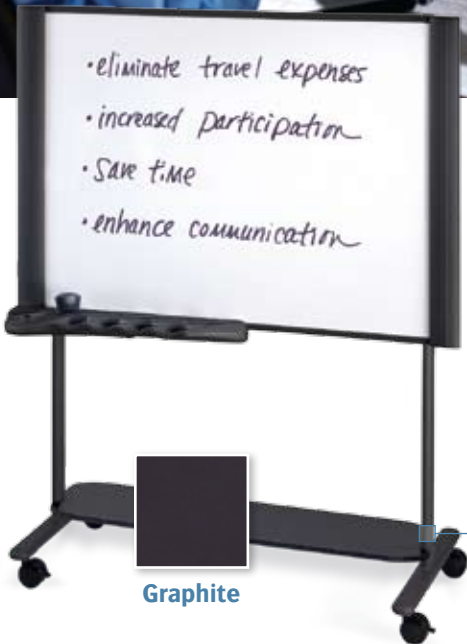 •eliminate travel expenses
•increased participation
•Save time
•enhance communication
Graphite